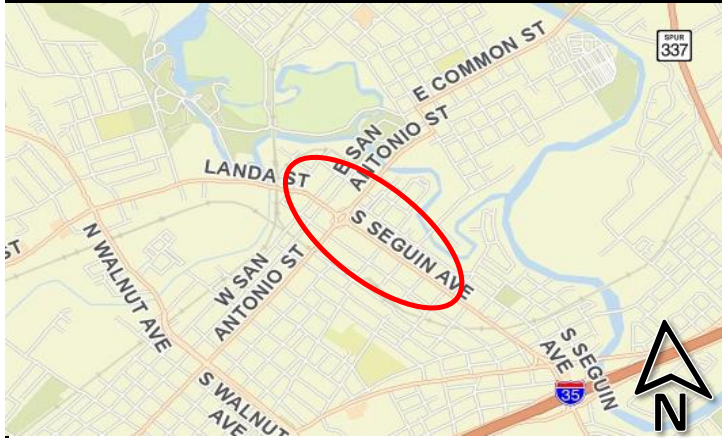 E COMMON ST
SPUR
337
E SAN
ANTONIO ST
LANDA ST
S SEGUIN AVE
ST
N WALNUT AVE
W SAN
ANTONIO ST
S SEGUIN
AVE
35
S WALNUT
AVE
N